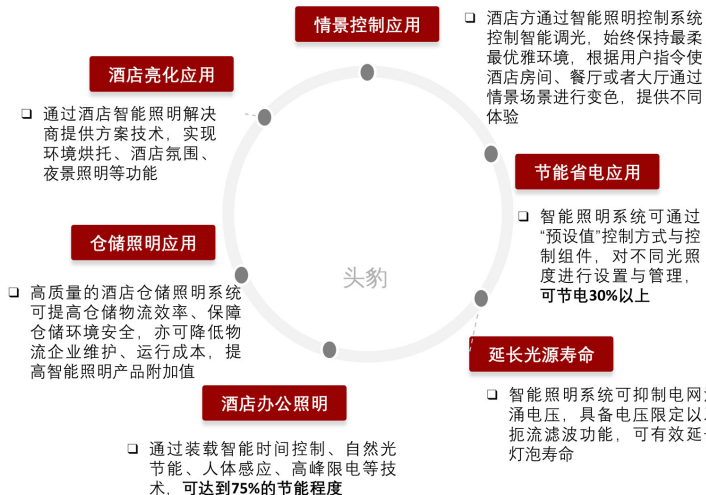 情景控制应用
酒店方通过智能照明控制系统
控制智能调光，始终保持最柔
最优雅环境，根据用户指令使
酒店房间、餐厅或者大厅通过
情景场景进行变色，提供不同
体验
酒店亮化应用
通过酒店智能照明解决
商提供方案技术，实现
环境烘托、酒店氛围、
夜景照明等功能
节能省电应用
智能照明系统可通过
“预设值”控制方式与控
制组件，对不同光照
度进行设置与管理，
可节电30%以上
仓储照明应用
高质量的酒店仓储照明系统
可提高仓储物流效率、保障
仓储环境安全，亦可降低物
流企业维护、运行成本，提
高智能照明产品附加值
头豹
延长光源寿命
智能照明系统可抑制电网
涌电压，具备电压限定以
扼流滤波功能，可有效延
灯泡寿命
酒店办公照明
通过装载智能时间控制、自然光
节能、人体感应、高峰限电等技
术，可达到75%的节能程度